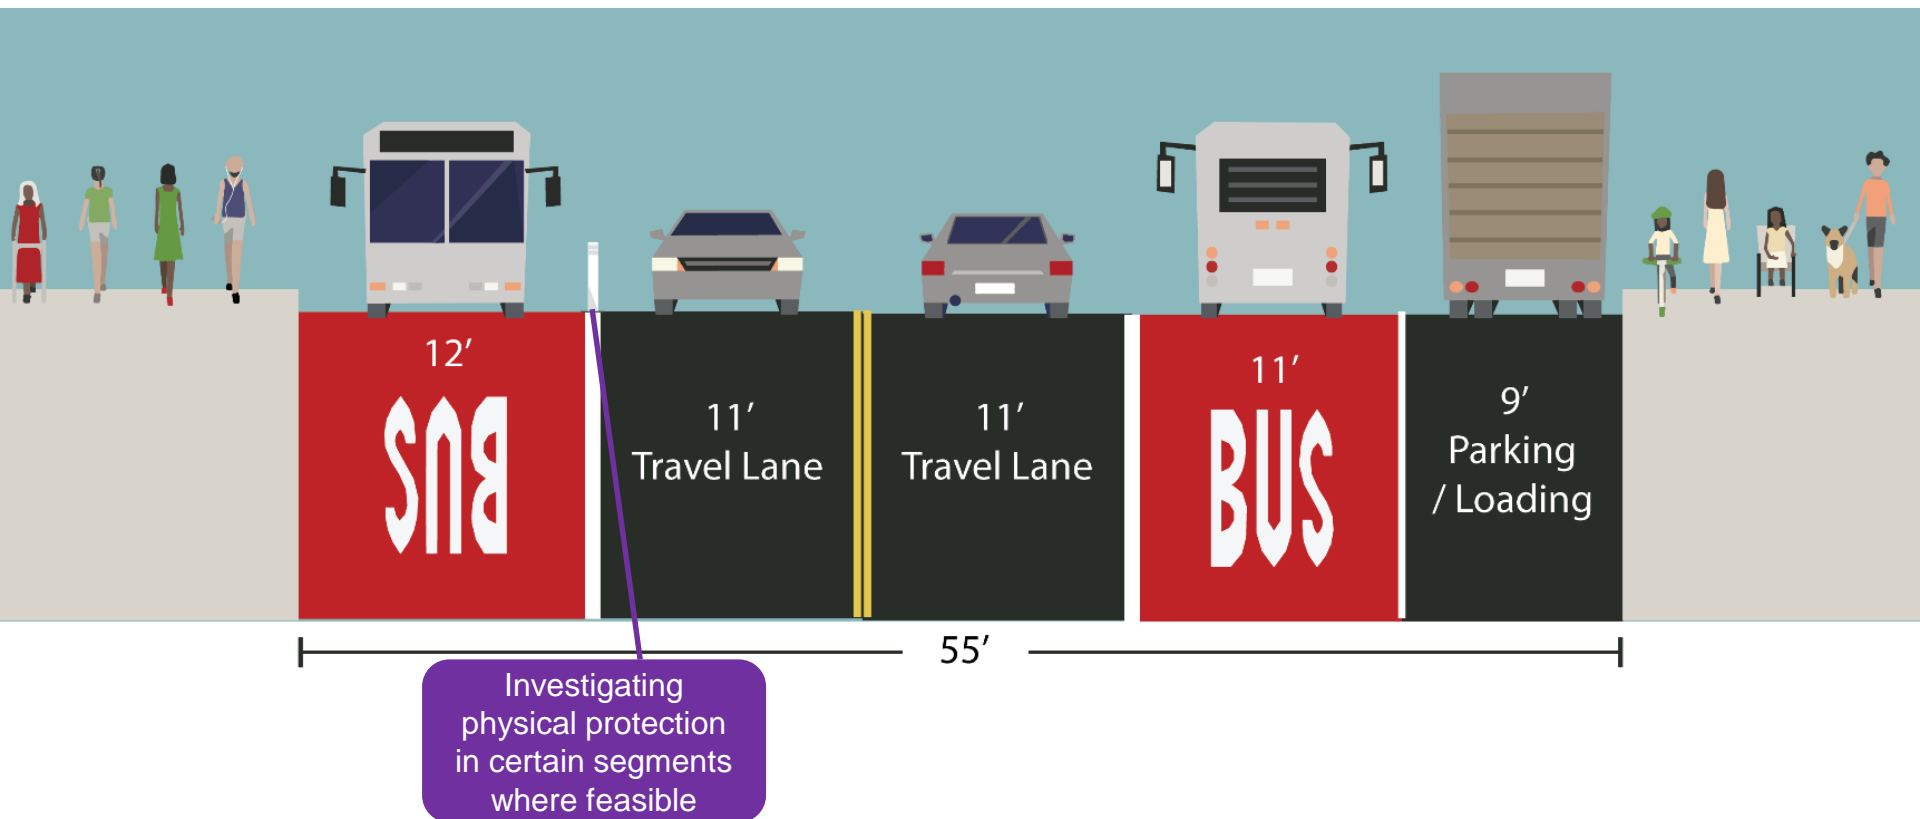 12′
BUS
11′
Travel Lane
11′
Travel Lane
11′
BUS
9′
Parking
/ Loading
55′
Investigating
physical protection
in certain segments
where feasible